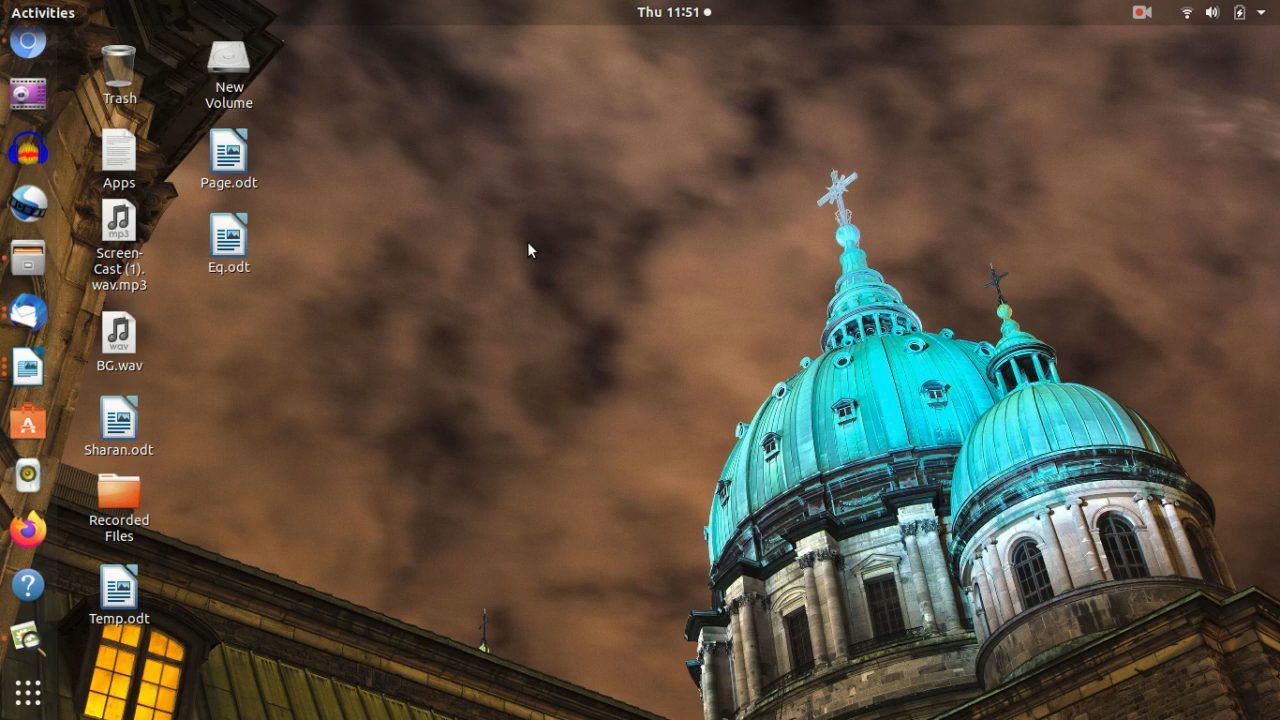 Activities
Thu 11:51
Trash
New
Volume
Apps
Page.odt
mp3
Screen-
Cast (1).
wav.mp3
Eq.odt
wav
BG.wav
Sharan.odt
Recorded
Files
Temp.odt